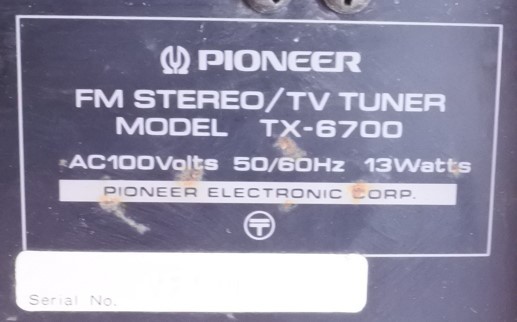 PIONEER
FM STEREO/TV TUNER
MODEL TX-6700
AC100Volts 50/60Hz 13Watts
PIONEER ELECTRONIC CORP.
Serial No.